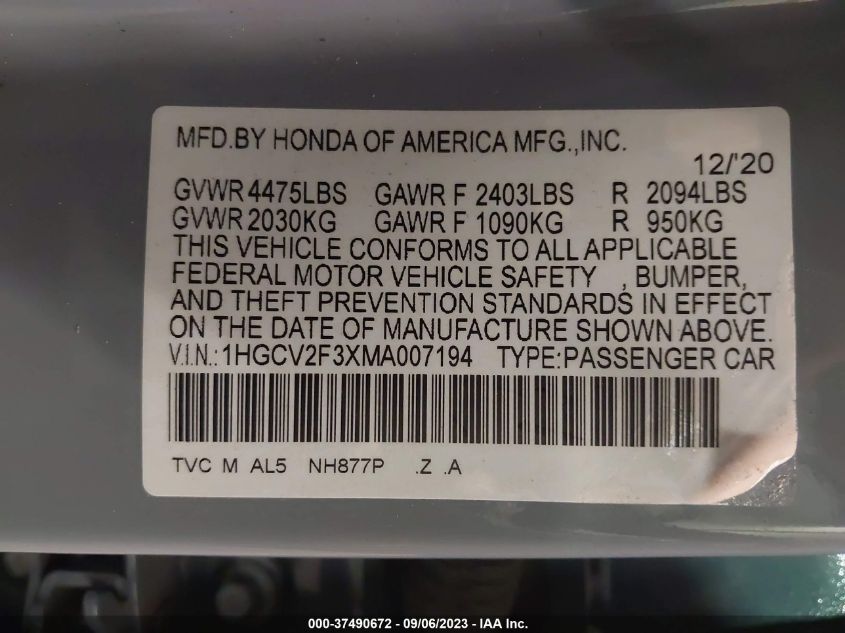 MFD.BY HONDA OF AMERICA MFG.,INC.
12/'20
GVWR 4475LBS GAWR F 2403LBS R 2094LBS
GVWR 2030KG GAWR F 1090KG R 950KG
THIS VEHICLE CONFORMS TO ALL APPLICABLE
FEDERAL MOTOR VEHICLE SAFETY , BUMPER,
AND THEFT PREVENTION STANDARDS IN EFFECT
ON THE DATE OF MANUFACTURE SHOWN ABOVE.
V.I.N.:1HGCV2F3XMA007194 TYPE:PASSENGER CAR
TVC M AL5 NH877P .Z .A
000-37490672 - 09/06/2023 - IAA Inc.